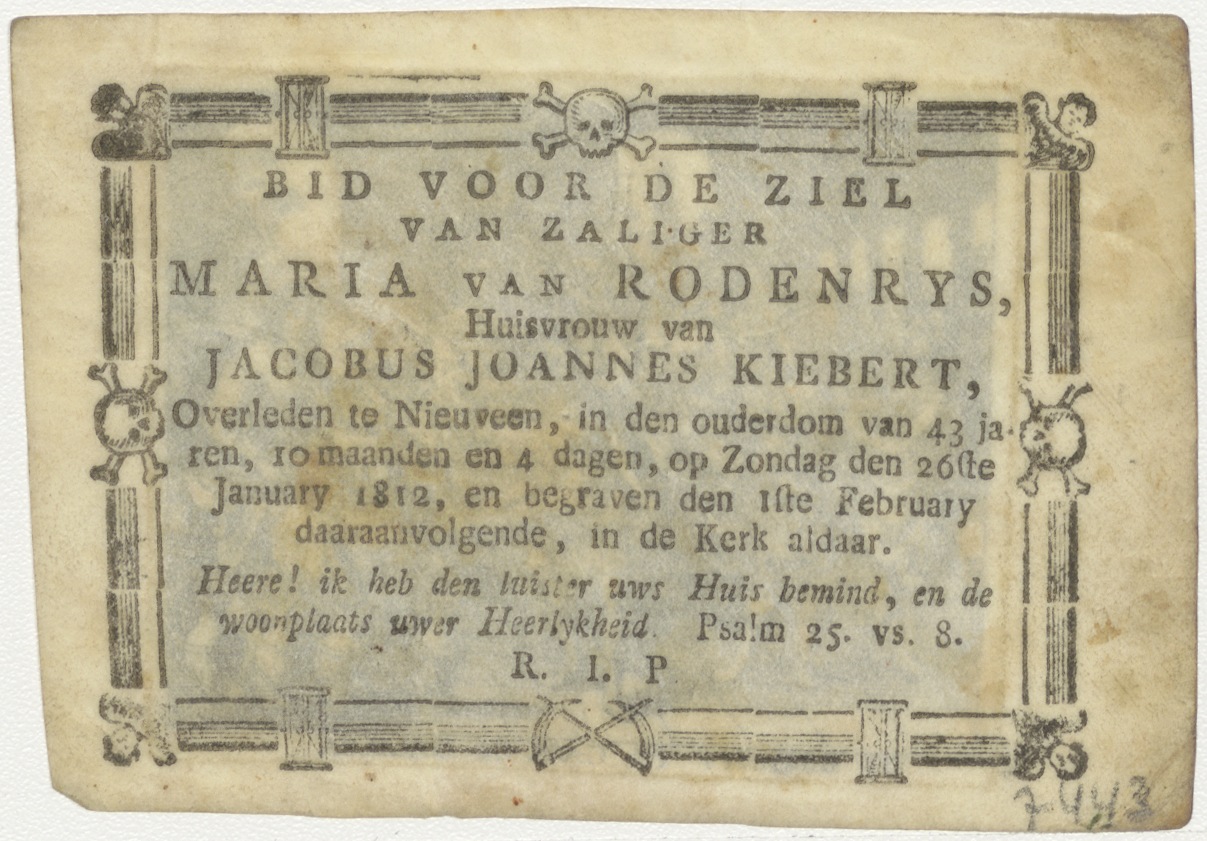 BID VOOR DE ZIEL
VAN ZALIGER
MARIA VAN RODENRYS,
Huisvrouw van
JACOBUS JOANNES KIEBERT,
Overleden te Nieuveen, in den ouderdom van 43 ja-
ren, 10 maanden en 4 dagen, op Zondag den 26ſte
January 1812, en begraven den 1ſte February
daaraanvolgende, in de Kerk aldaar.
Heere! ik heb den luister uws Huis bemind, en de
woonplaats uwer Heerlykheid. Psalm 25. vs. 8.
R. I. P
7443